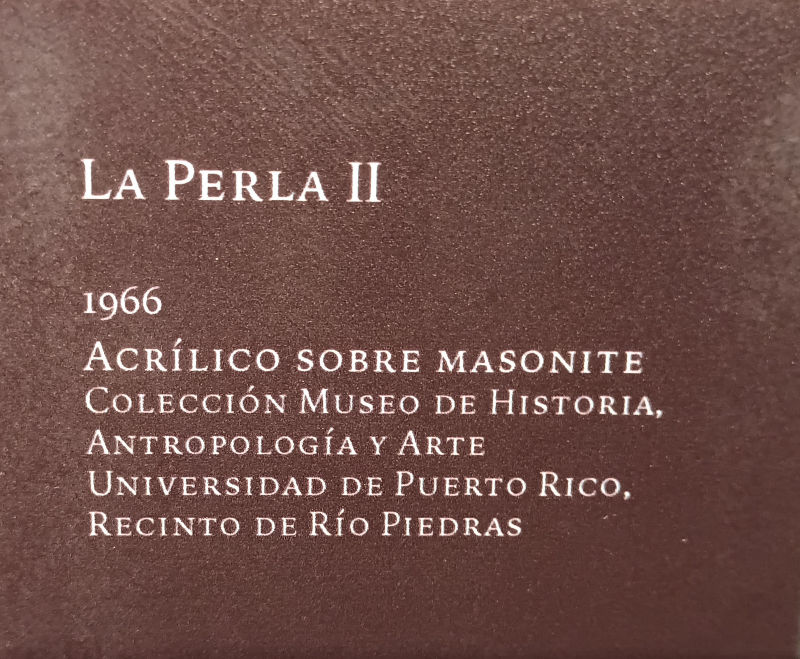 La Perla II
1966
Acrílico sobre masonite
Colección Museo de Historia,
Antropología y Arte
Universidad de Puerto Rico,
Recinto de Río Piedras